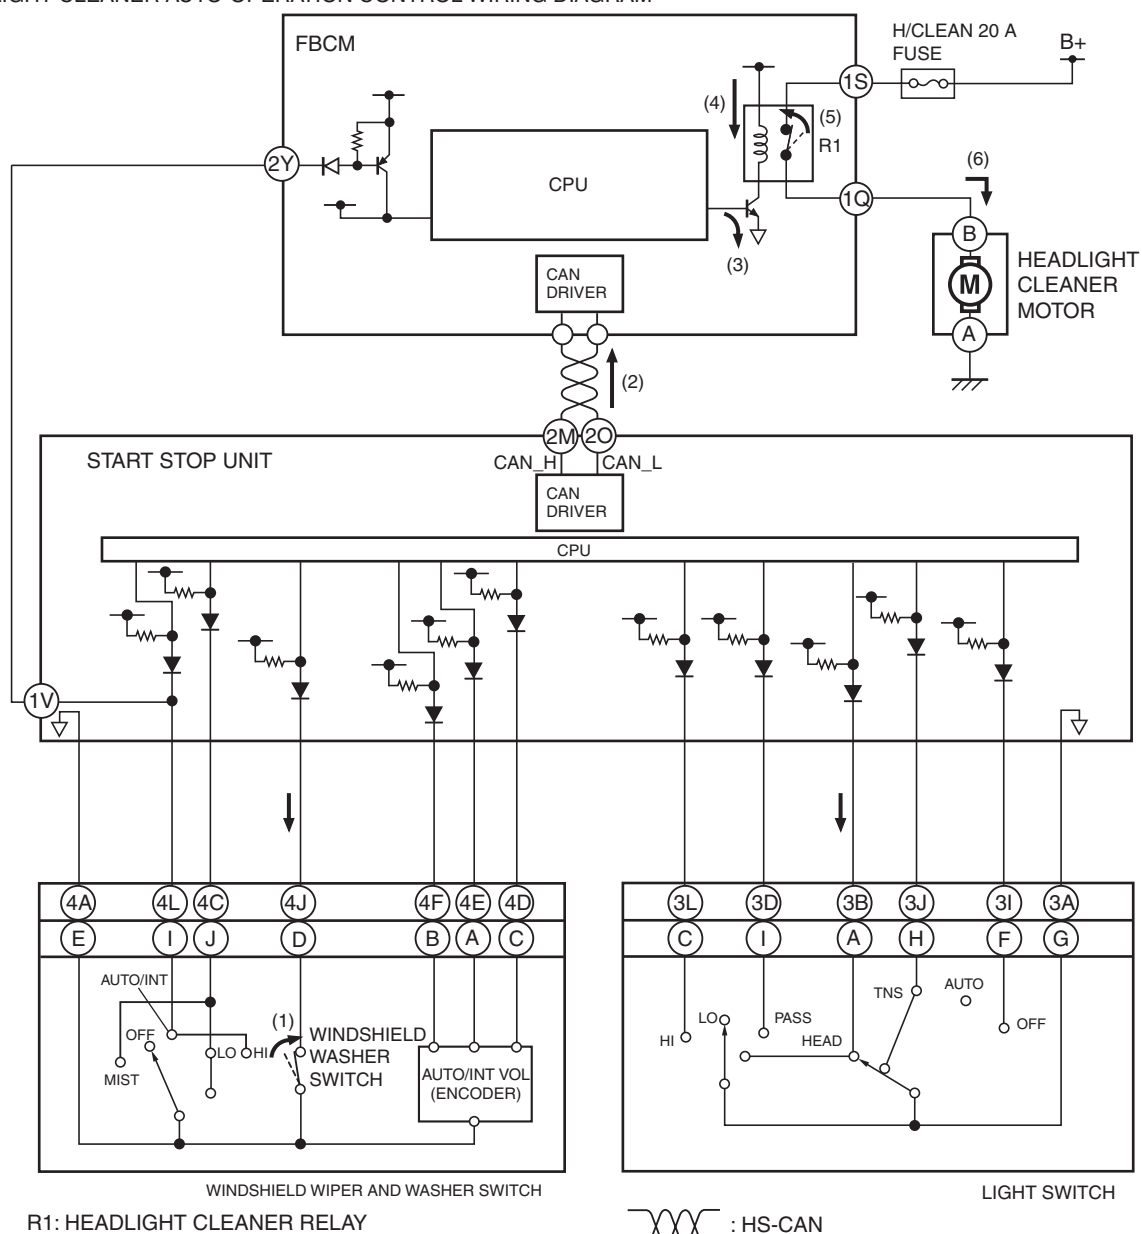 FBCM
H/CLEAN 20 A
FUSE
B+
1S
(4)
(5)
R1
2Y
CPU
(3)
1Q
(6)
B
M
A
HEADLIGHT
CLEANER
MOTOR
CAN
DRIVER
(2)
2M
2O
START STOP UNIT
CAN_H
CAN_L
CAN
DRIVER
CPU
1V
4A
4L
4C
4J
4F
4E
4D
E
I
J
D
B
A
C
3L
3D
3B
3J
3I
3A
C
I
A
H
F
G
AUTO/INT
OFF
MIST
LO
HI
(1)
WINDSHIELD
WASHER
SWITCH
AUTO/INT VOL
(ENCODER)
HI
LO
PASS
HEAD
TNS
AUTO
OFF
WINDSHIELD WIPER AND WASHER SWITCH
LIGHT SWITCH
R1: HEADLIGHT CLEANER RELAY
: HS-CAN